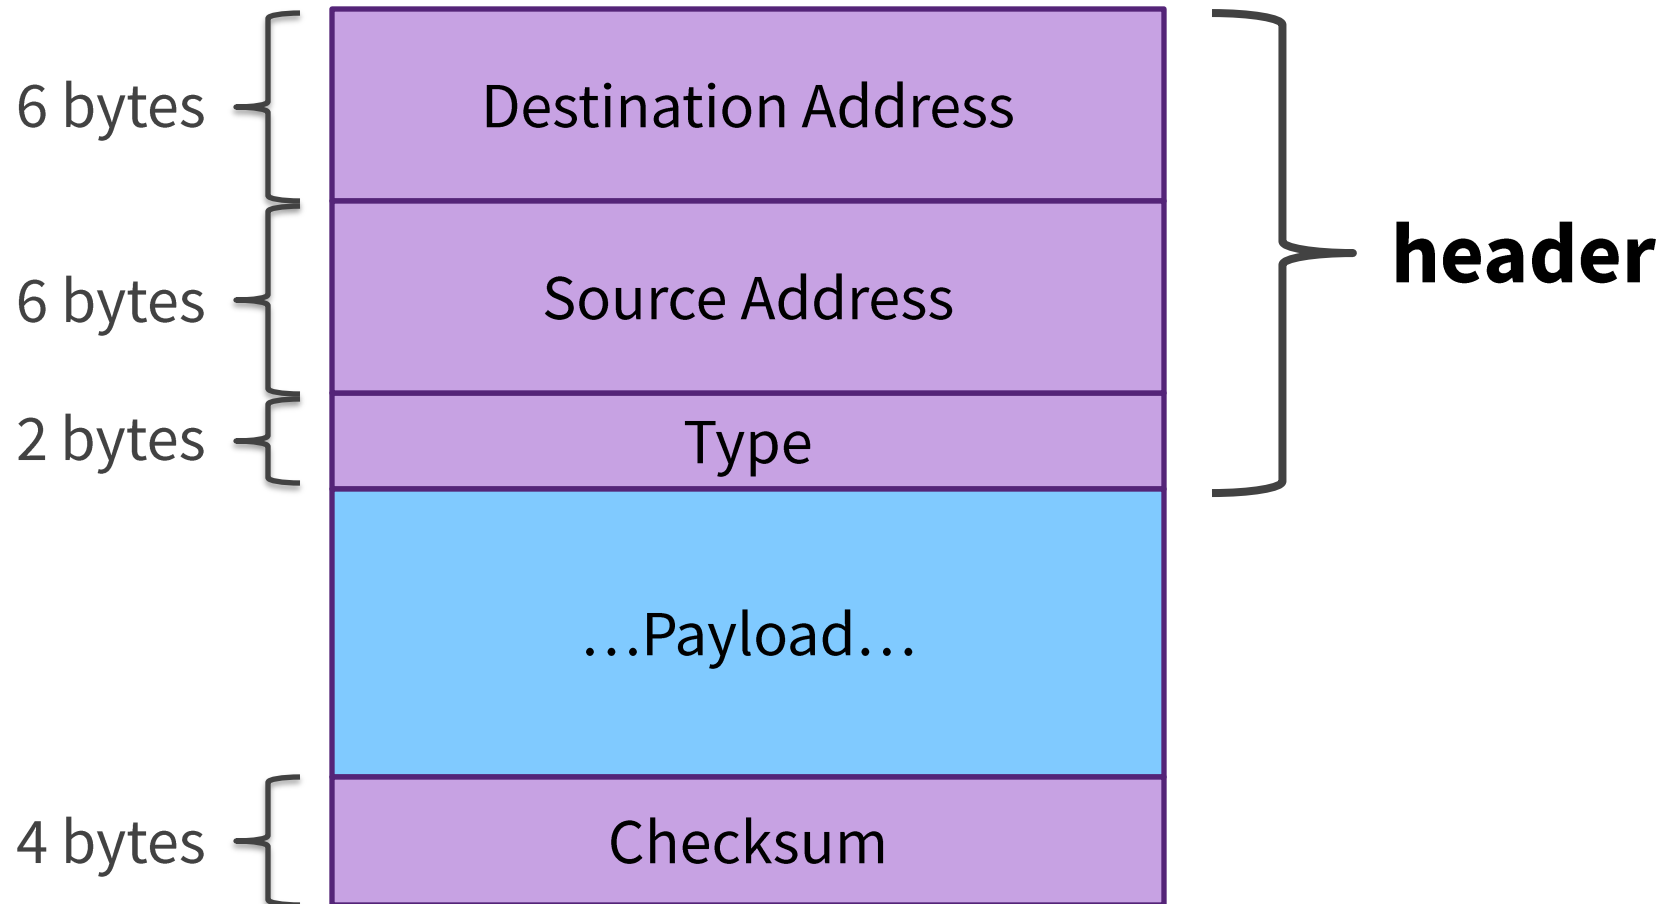 6 bytes
Destination Address
header
6 bytes
Source Address
2 bytes
Type
…Payload…
4 bytes
Checksum